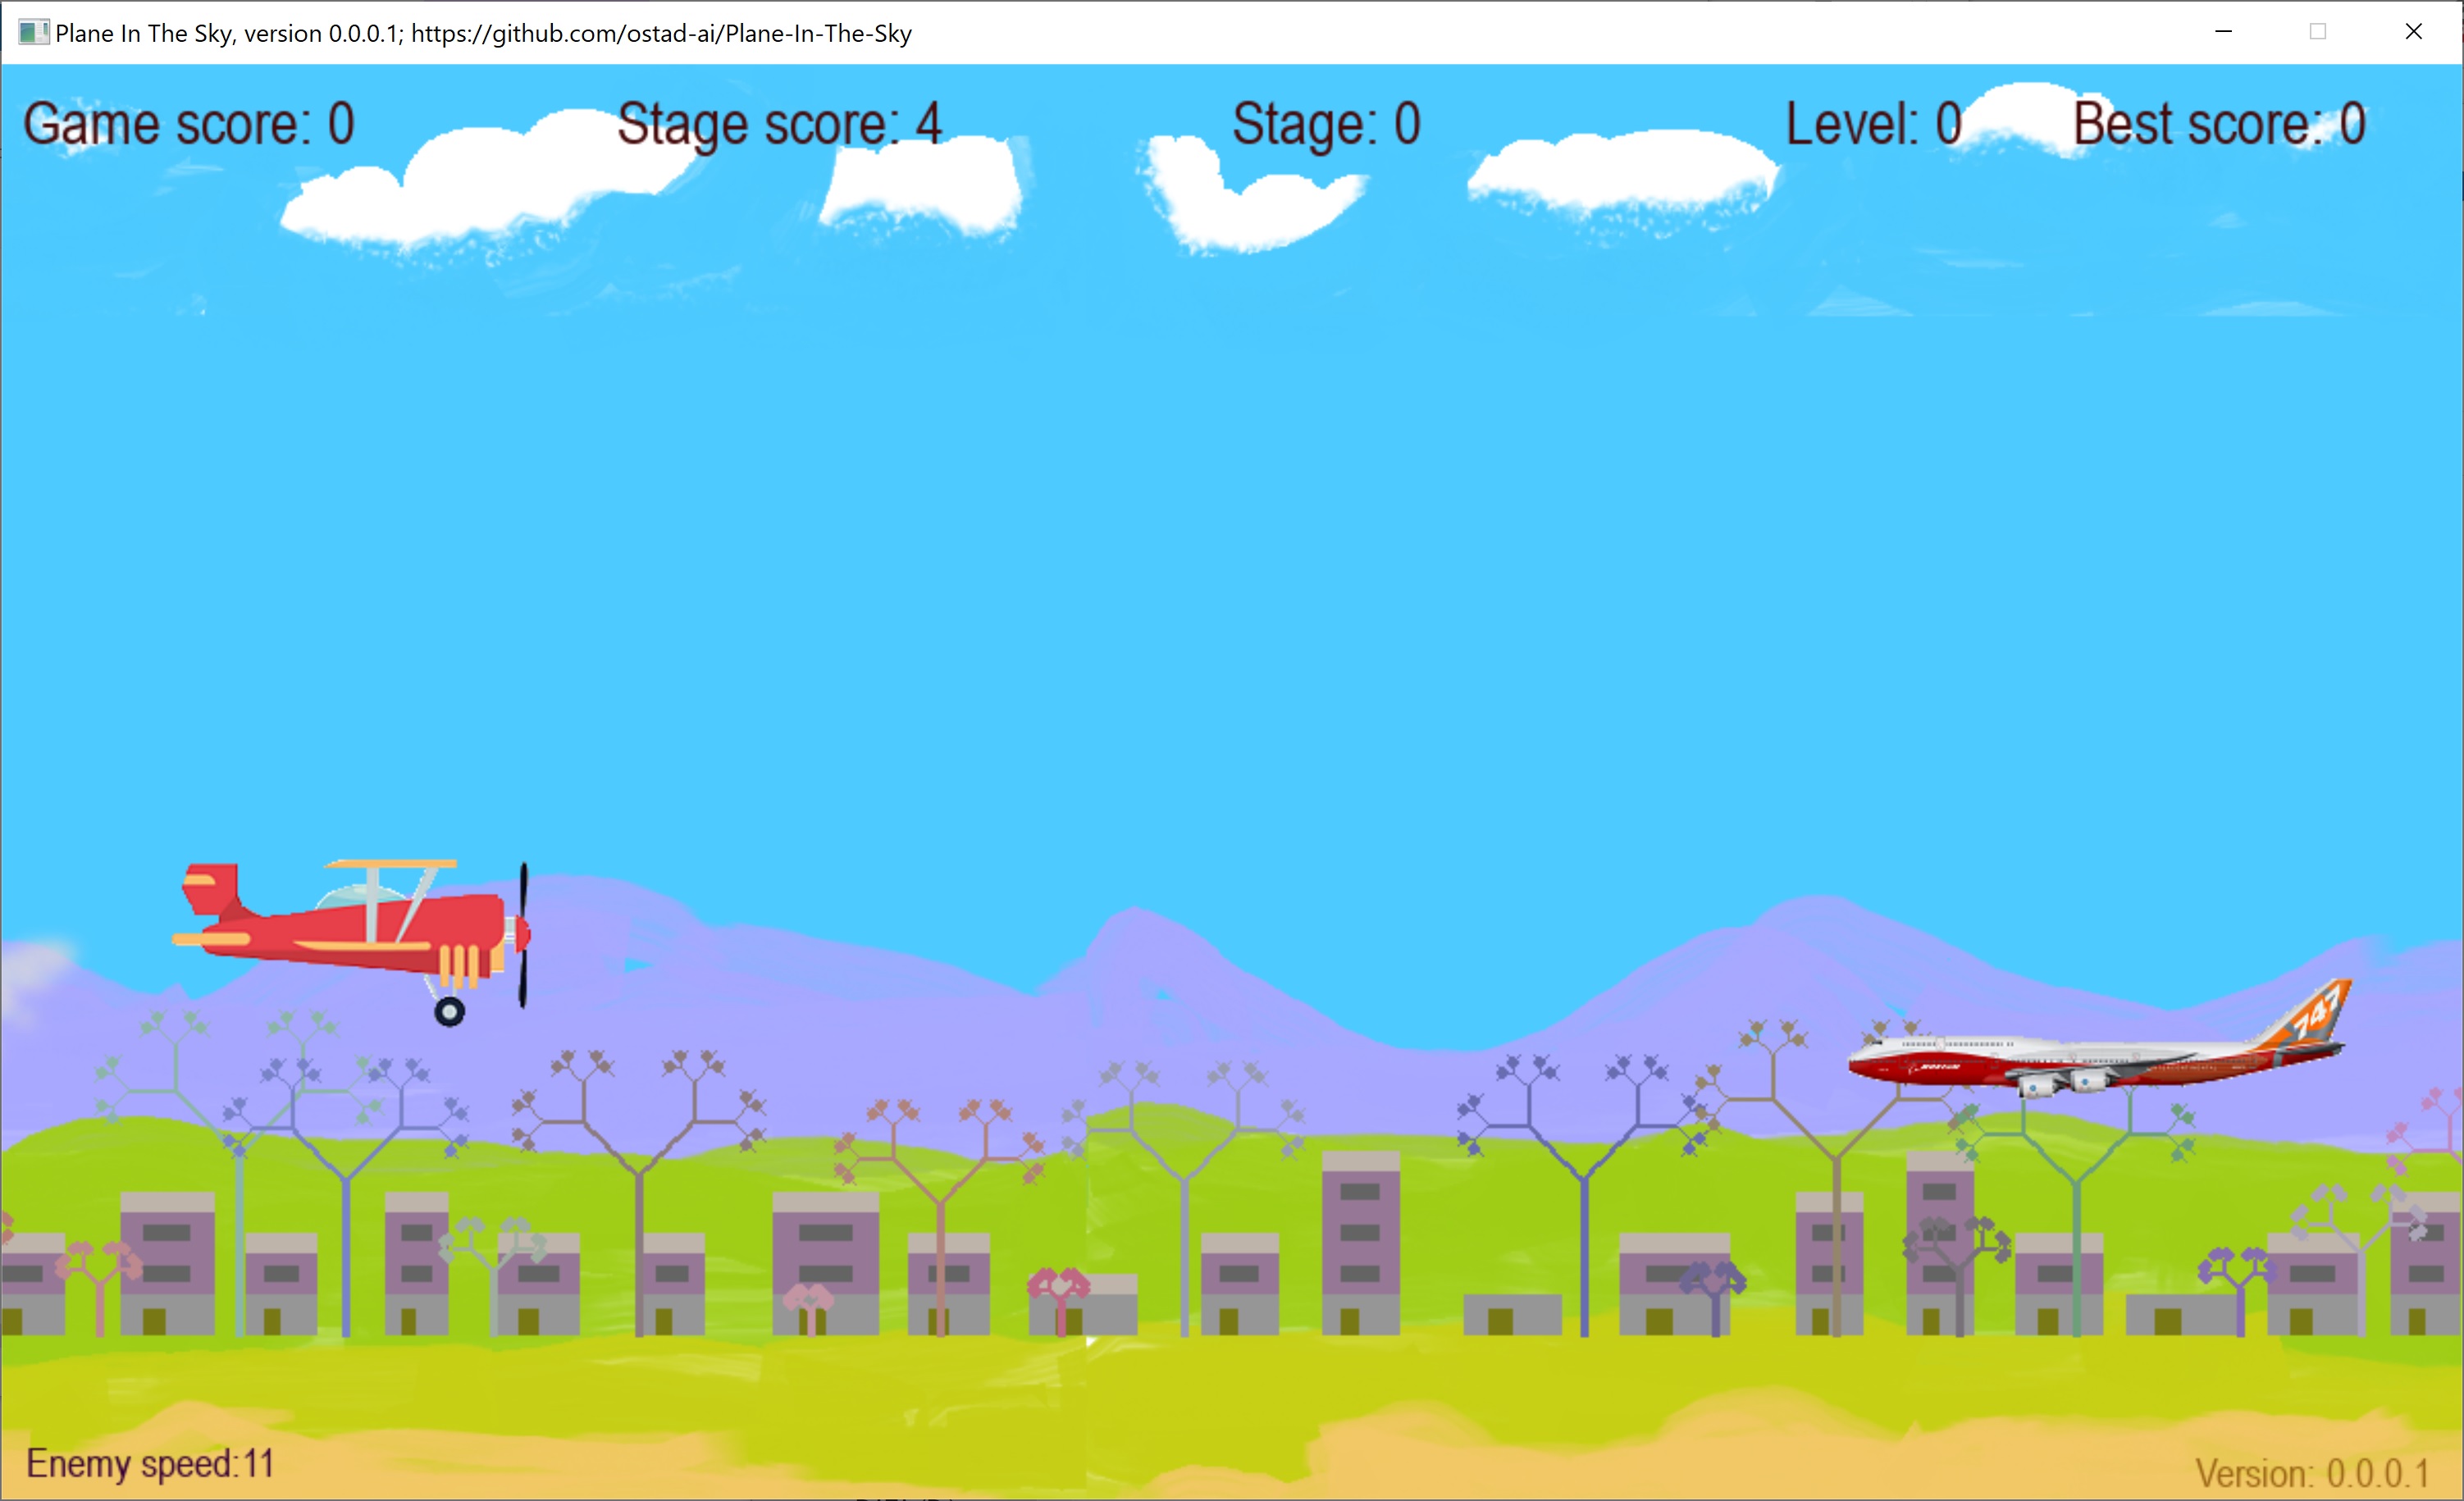 Plane In The Sky, version 0.0.0.1; https://github.com/ostad-ai/Plane-In-The-Sky
Game score: 0 Stage score: 4 Stage: 0 Level: 0 Best score: 0
747
Enemy speed:11
Version: 0.0.0.1